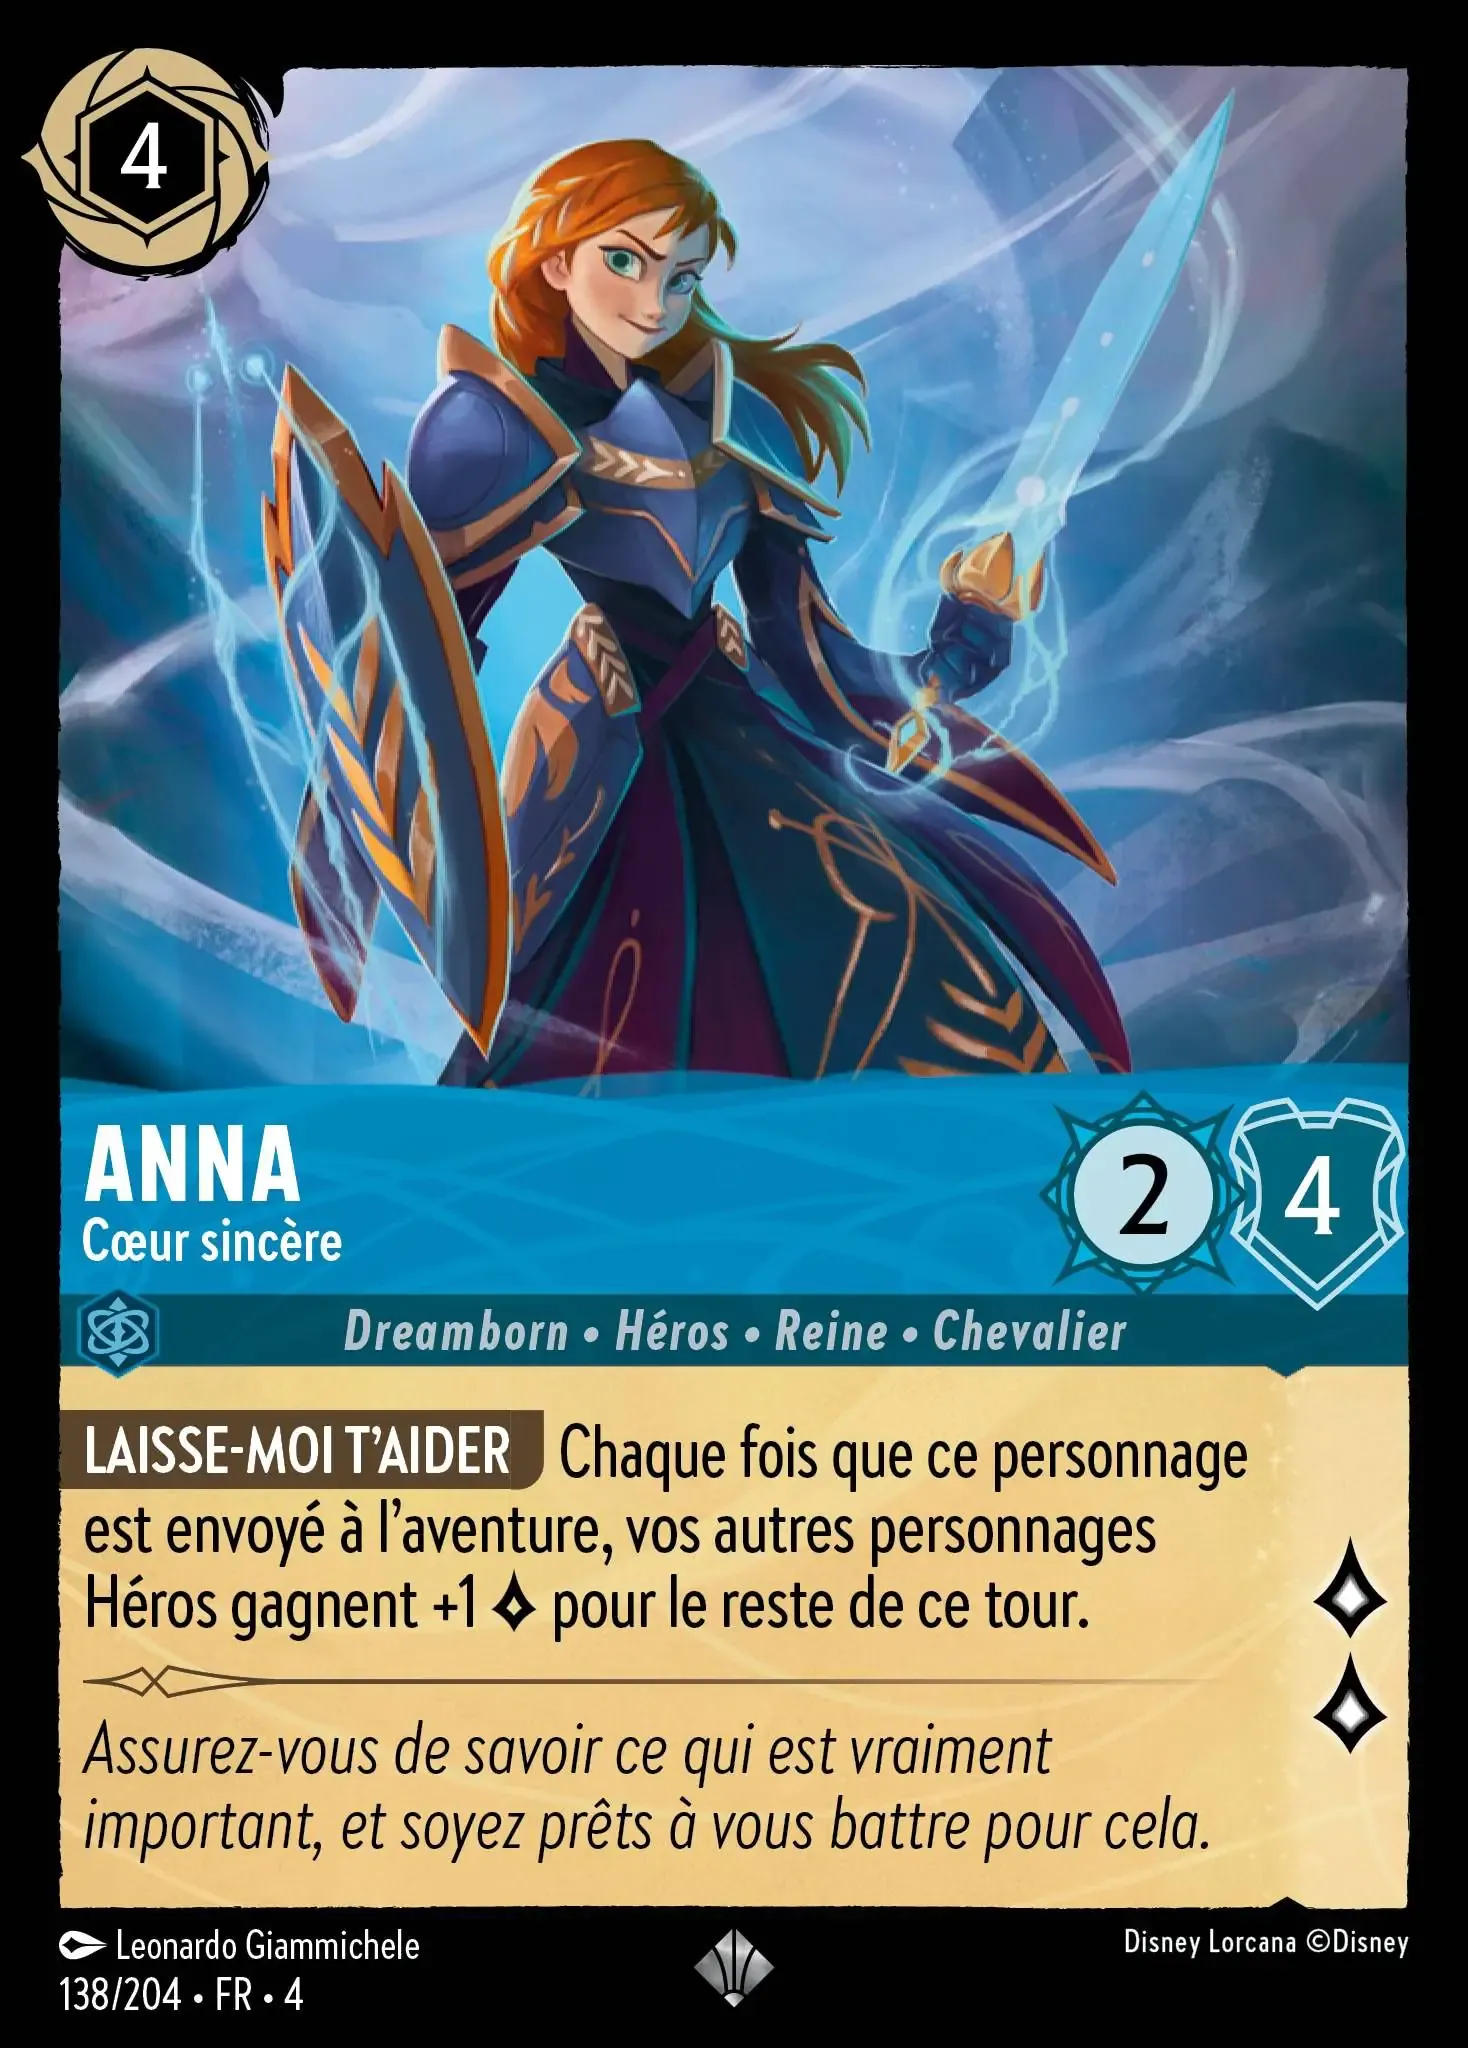 4
ANNA
Cœur sincère
2
4
Dreamborn • Héros • Reine • Chevalier
LAISSE-MOI T'AIDER Chaque fois que ce personnage
est envoyé à l'aventure, vos autres personnages
Héros gagnent +1 pour le reste de ce tour.
Assurez-vous de savoir ce qui est vraiment
important, et soyez prêts à vous battre pour cela.
Leonardo Giammichele
Disney Lorcana ©Disney
138/204 • FR • 4